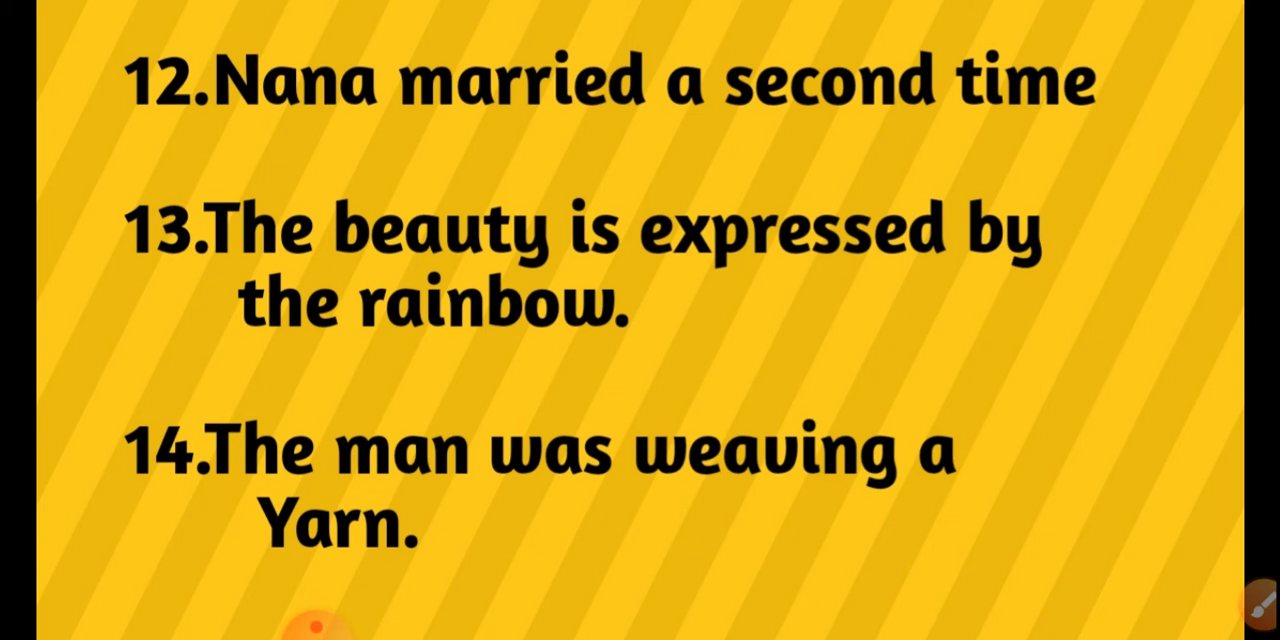 12.Nana married a second time
13.The beauty is expressed by
the rainbow.
14.The man was weaving a
Yarn.